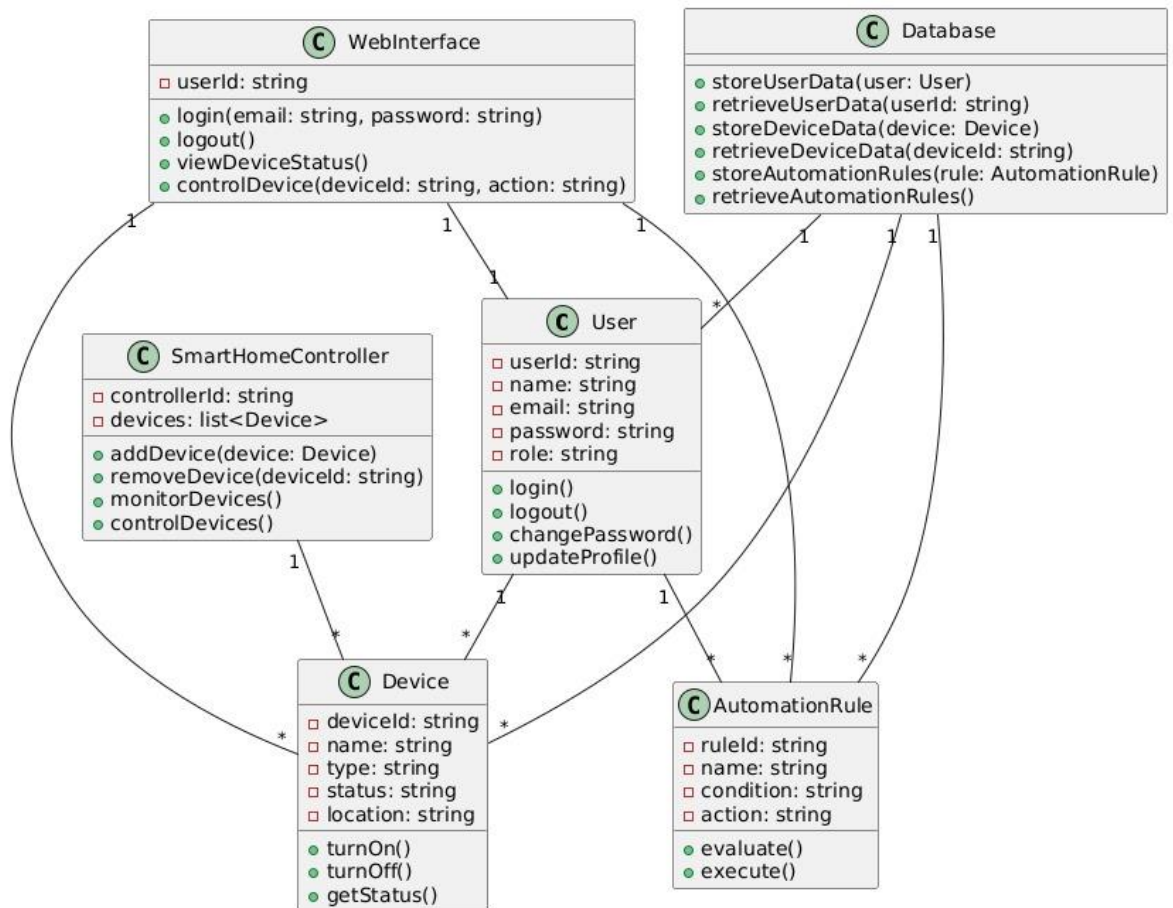 C WebInterface
userId: string
login(email: string, password: string)
logout()
viewDeviceStatus()
controlDevice(deviceId: string, action: string)
C Database
storeUserData(user: User)
retrieveUserData(userId: string)
storeDeviceData(device: Device)
retrieveDeviceData(deviceId: string)
storeAutomationRules(rule: AutomationRule)
retrieveAutomationRules()
1 1 1 1 1 1
1 *
C User
userId: string
name: string
email: string
password: string
role: string
login()
logout()
changePassword()
updateProfile()
C SmartHomeController
controllerId: string
devices: list<Device>
addDevice(device: Device)
removeDevice(deviceId: string)
monitorDevices()
controlDevices()
1 1 1
* *
* * *
* *
C Device
deviceId: string
name: string
type: string
status: string
location: string
turnOn()
turnOff()
getStatus()
C AutomationRule
ruleId: string
name: string
condition: string
action: string
evaluate()
execute()